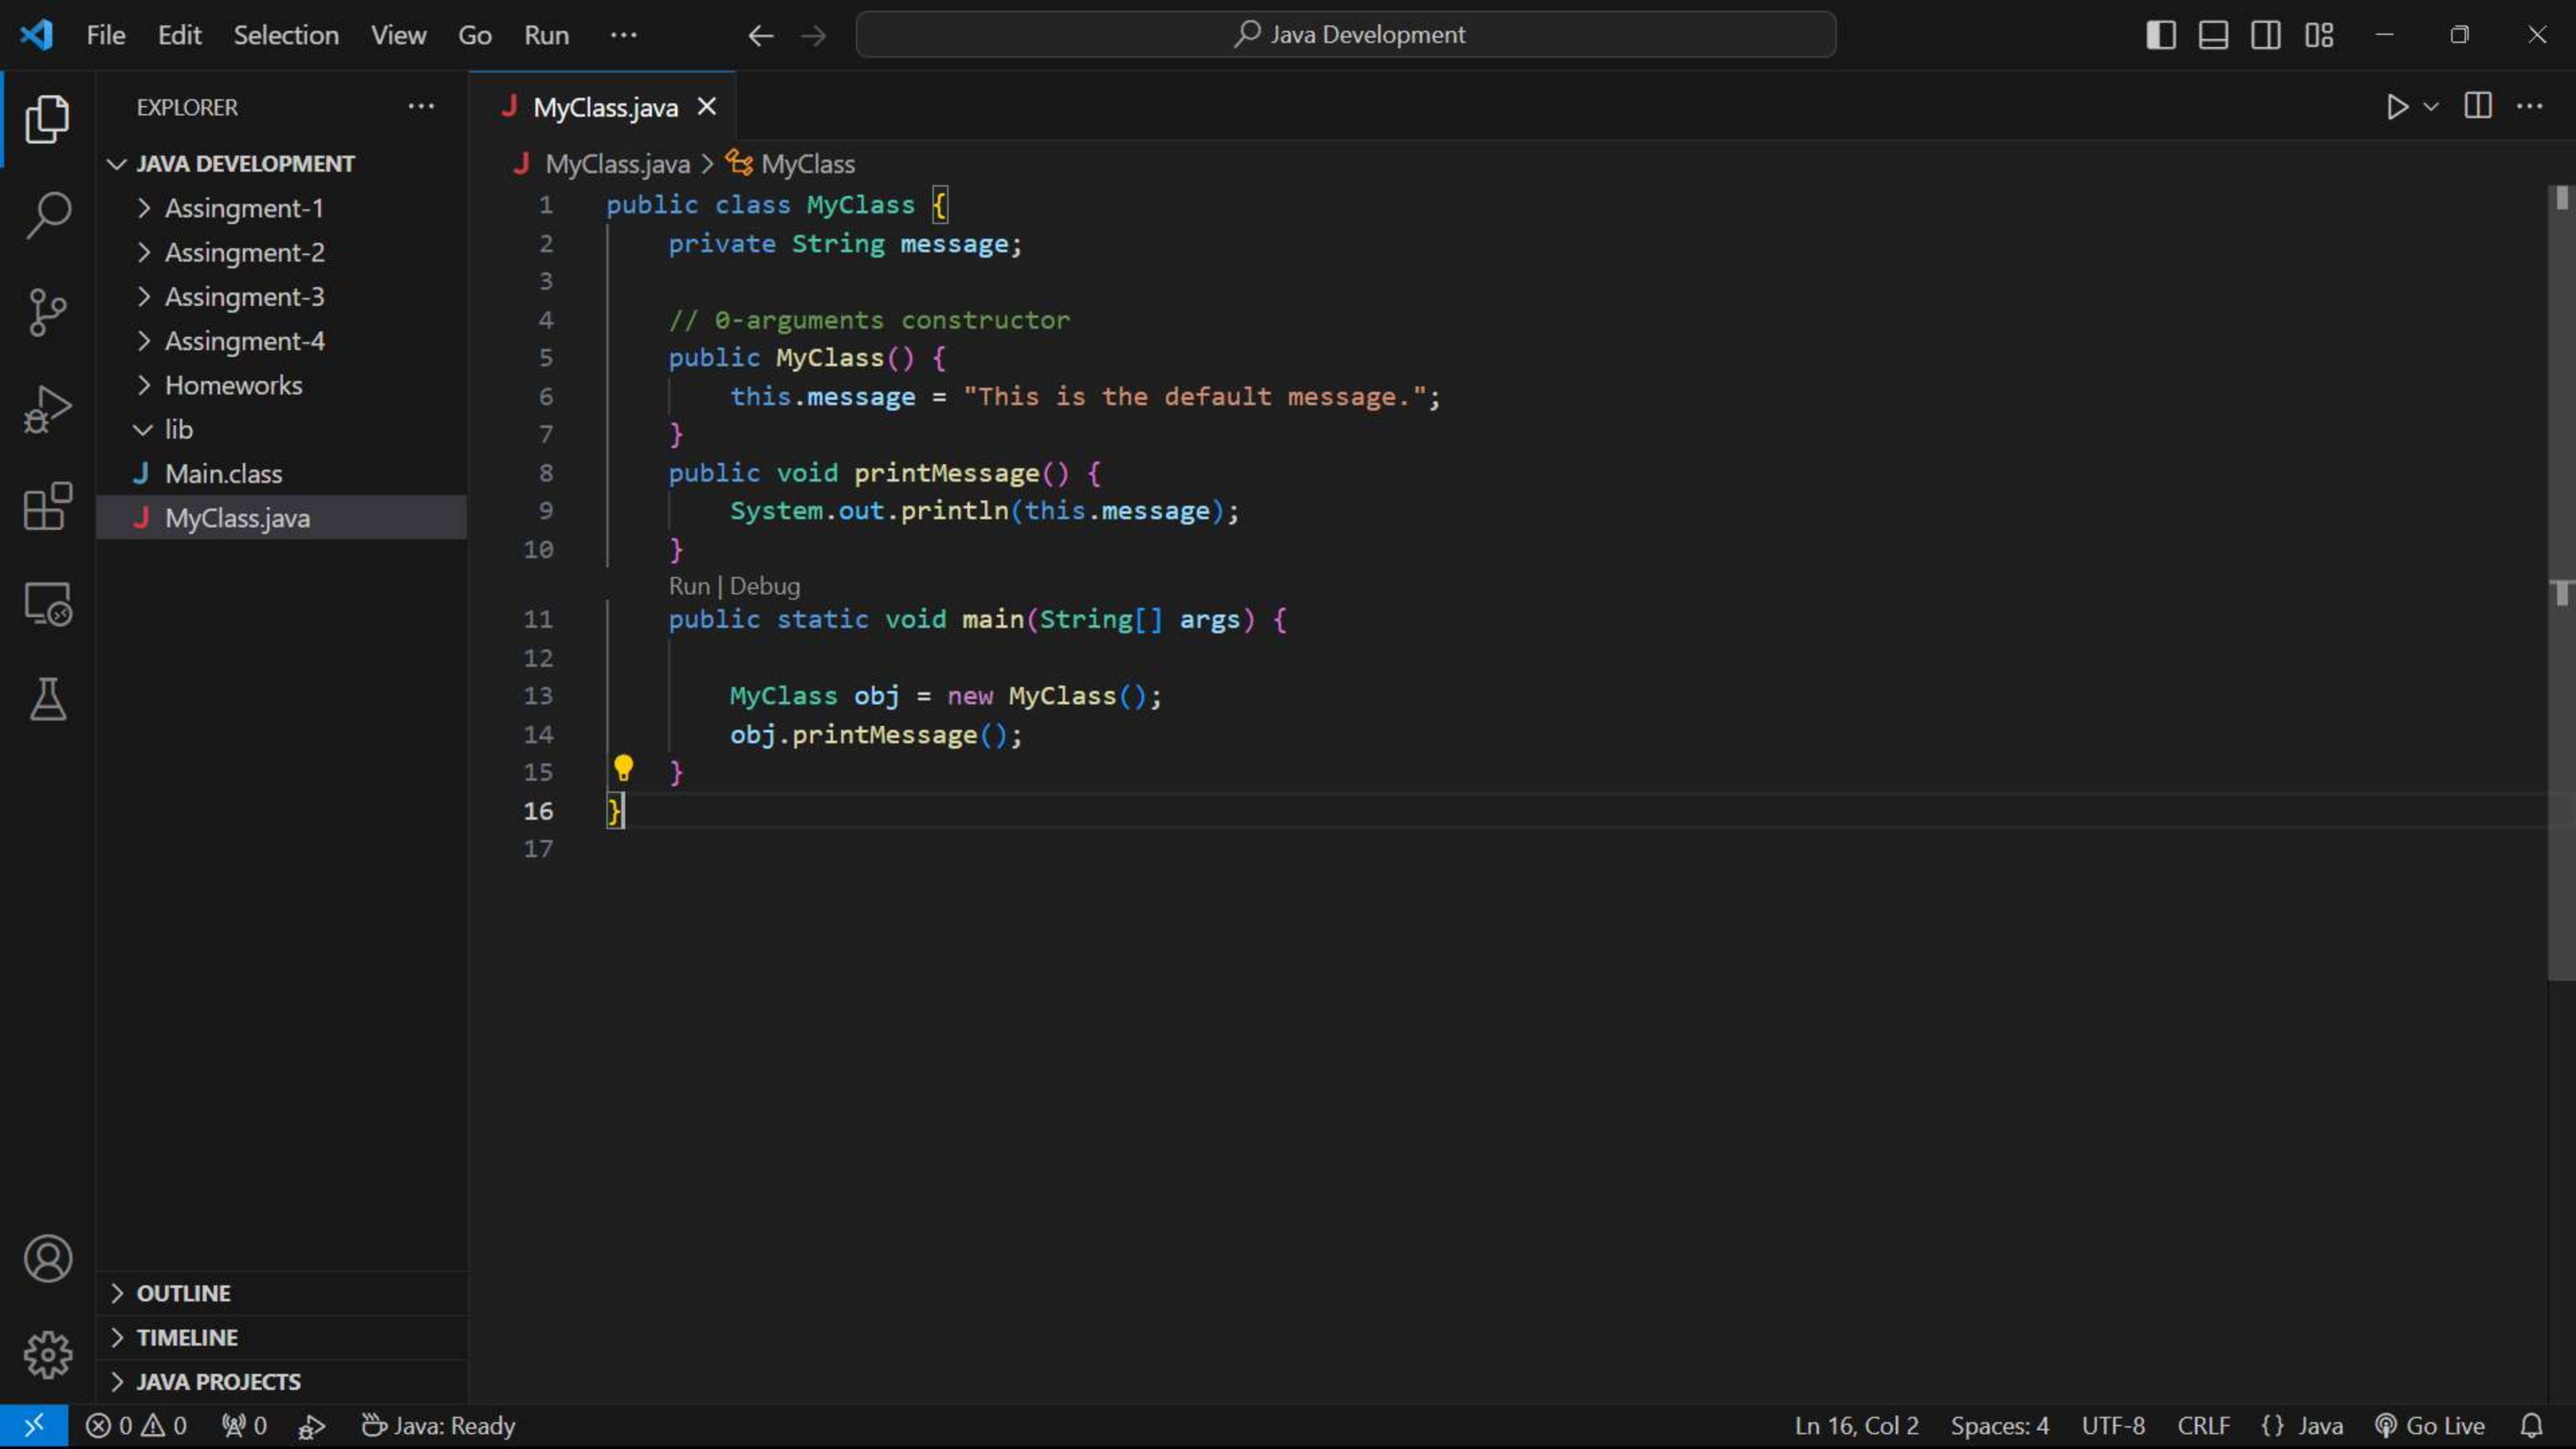 File Edit Selection View Go Run ··· Java Development
EXPLORER ···
JAVA DEVELOPMENT
Assingment-1
Assingment-2
Assingment-3
Assingment-4
Homeworks
lib
J Main.class
J MyClass.java
OUTLINE
TIMELINE
JAVA PROJECTS
J MyClass.java
J MyClass.java > MyClass
1 public class MyClass {
2 private String message;
3
4 // 0-arguments constructor
5 public MyClass() {
6 this.message = "This is the default message.";
7 }
8 public void printMessage() {
9 System.out.println(this.message);
10 }
Run | Debug
11 public static void main(String[] args) {
12
13 MyClass obj = new MyClass();
14 obj.printMessage();
15 }
16 }
17
0 0 0 Java: Ready Ln 16, Col 2 Spaces: 4 UTF-8 CRLF {} Java Go Live